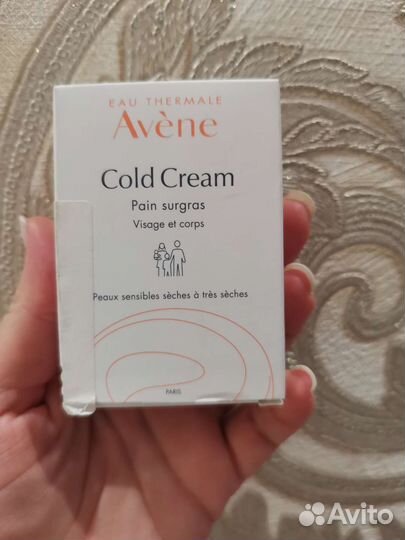 EAU THERMALE
Avène
Cold Cream
Pain surgras
Visage et corps
Peaux sensibles sèches à très sèches
PARIS
Avito